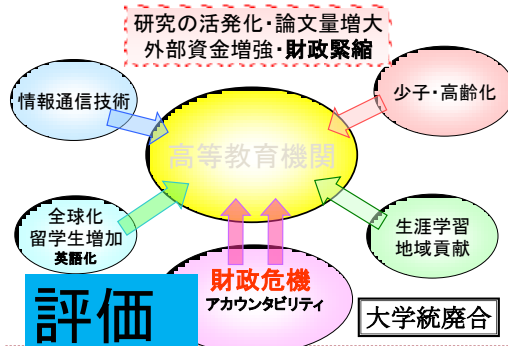 研究の活発化・論文量増大
外部資金増強・財政緊縮
情報通信技術
少子・高齢化
高等教育機関
全球化
留学生増加
英語化
生涯学習
地域貢献
財政危機
アカウンタビリティ
評価
大学統廃合